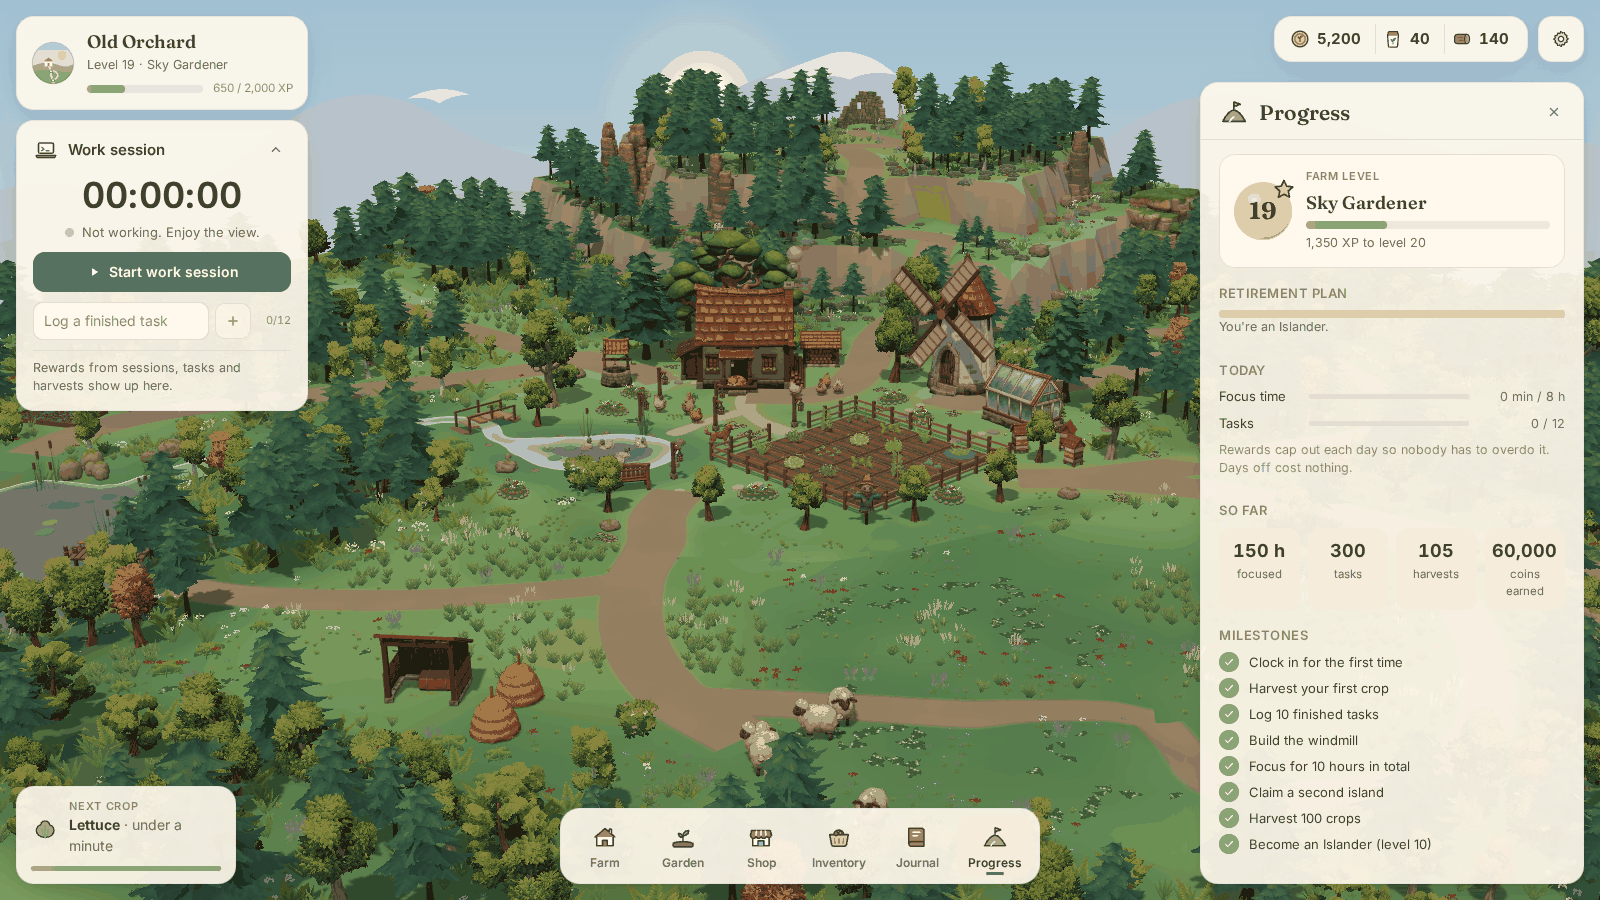 Old Orchard
Level 19 · Sky Gardener
650 / 2,000 XP
Work session
00:00:00
Not working. Enjoy the view.
Start work session
Log a finished task
+
0/12
Rewards from sessions, tasks and
harvests show up here.
5,200
40
140
Progress
19
FARM LEVEL
Sky Gardener
1,350 XP to level 20
RETIREMENT PLAN
You're an Islander.
TODAY
Focus time 0 min / 8 h
Tasks 0 / 12
Rewards cap out each day so nobody has to overdo it.
Days off cost nothing.
SO FAR
150 h 300 105 60,000
focused tasks harvests coins
earned
MILESTONES
Clock in for the first time
Harvest your first crop
Log 10 finished tasks
Build the windmill
Focus for 10 hours in total
Claim a second island
Harvest 100 crops
Become an Islander (level 10)
NEXT CROP
Lettuce · under a
minute
Farm Garden Shop Inventory Journal Progress